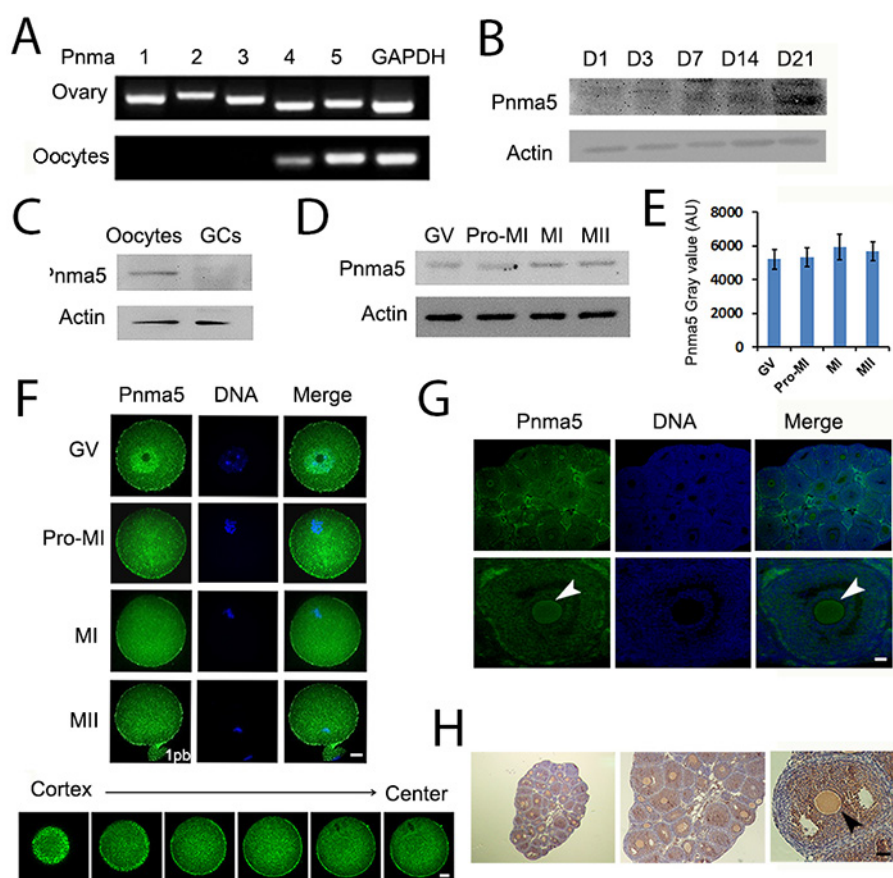 A
Pnma 1 2 3 4 5 GAPDH
Ovary
Oocytes
B
D1 D3 D7 D14 D21
Pnma5
Actin
C
Oocytes GCs
Pnma5
Actin
D
GV Pro-MI MI MII
Pnma5
Actin
E
Pnma5 Gray value (AU)
8000
6000
4000
2000
0
GV Pro-MI MI MII
F
Pnma5 DNA Merge
GV
Pro-MI
MI
MII
1pb
Cortex Center
G
Pnma5 DNA Merge
H